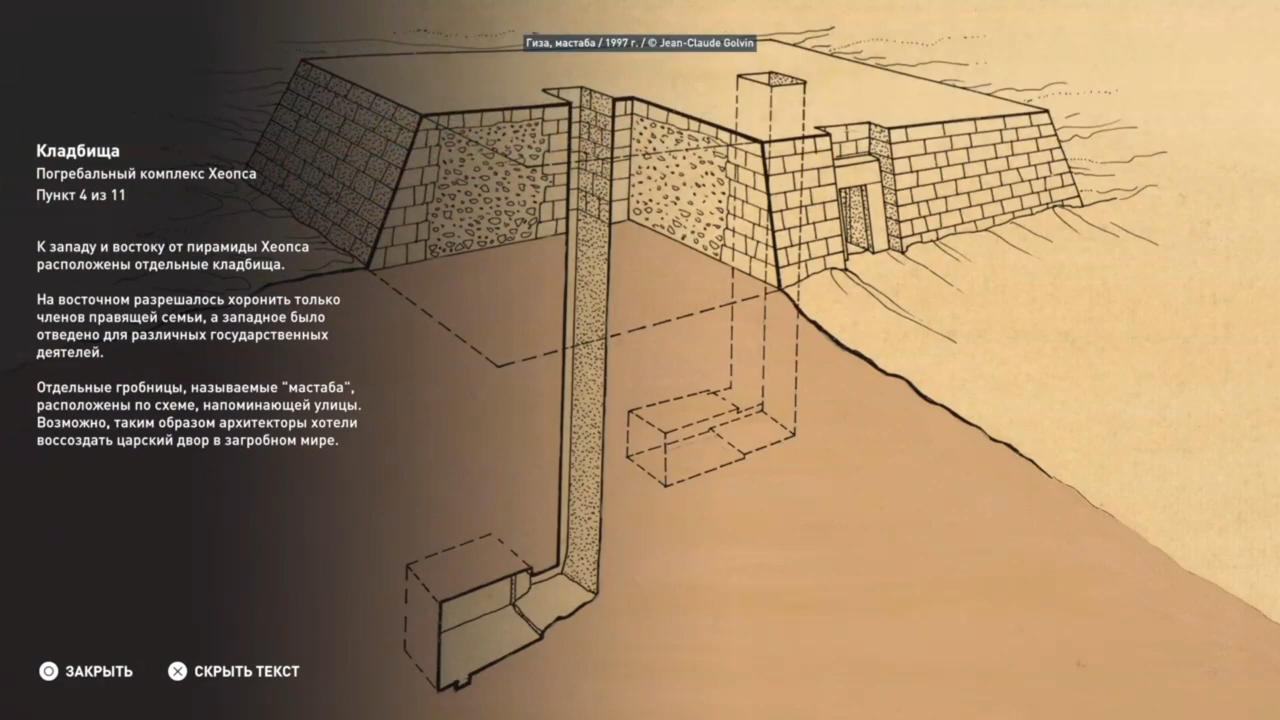 Гиза, мастаба / 1997 г. / © Jean-Claude Golvin
Кладбища
Погребальный комплекс Хеопса
Пункт 4 из 11
К западу и востоку от пирамиды Хеопса
расположены отдельные кладбища.
На восточном разрешалось хоронить только
членов правящей семьи, а западное было
отведено для различных государственных
деятелей.
Отдельные гробницы, называемые "мастаба",
расположены по схеме, напоминающей улицы.
Возможно, таким образом архитекторы хотели
воссоздать царский двор в загробном мире.
ЗАКРЫТЬ
СКРЫТЬ ТЕКСТ